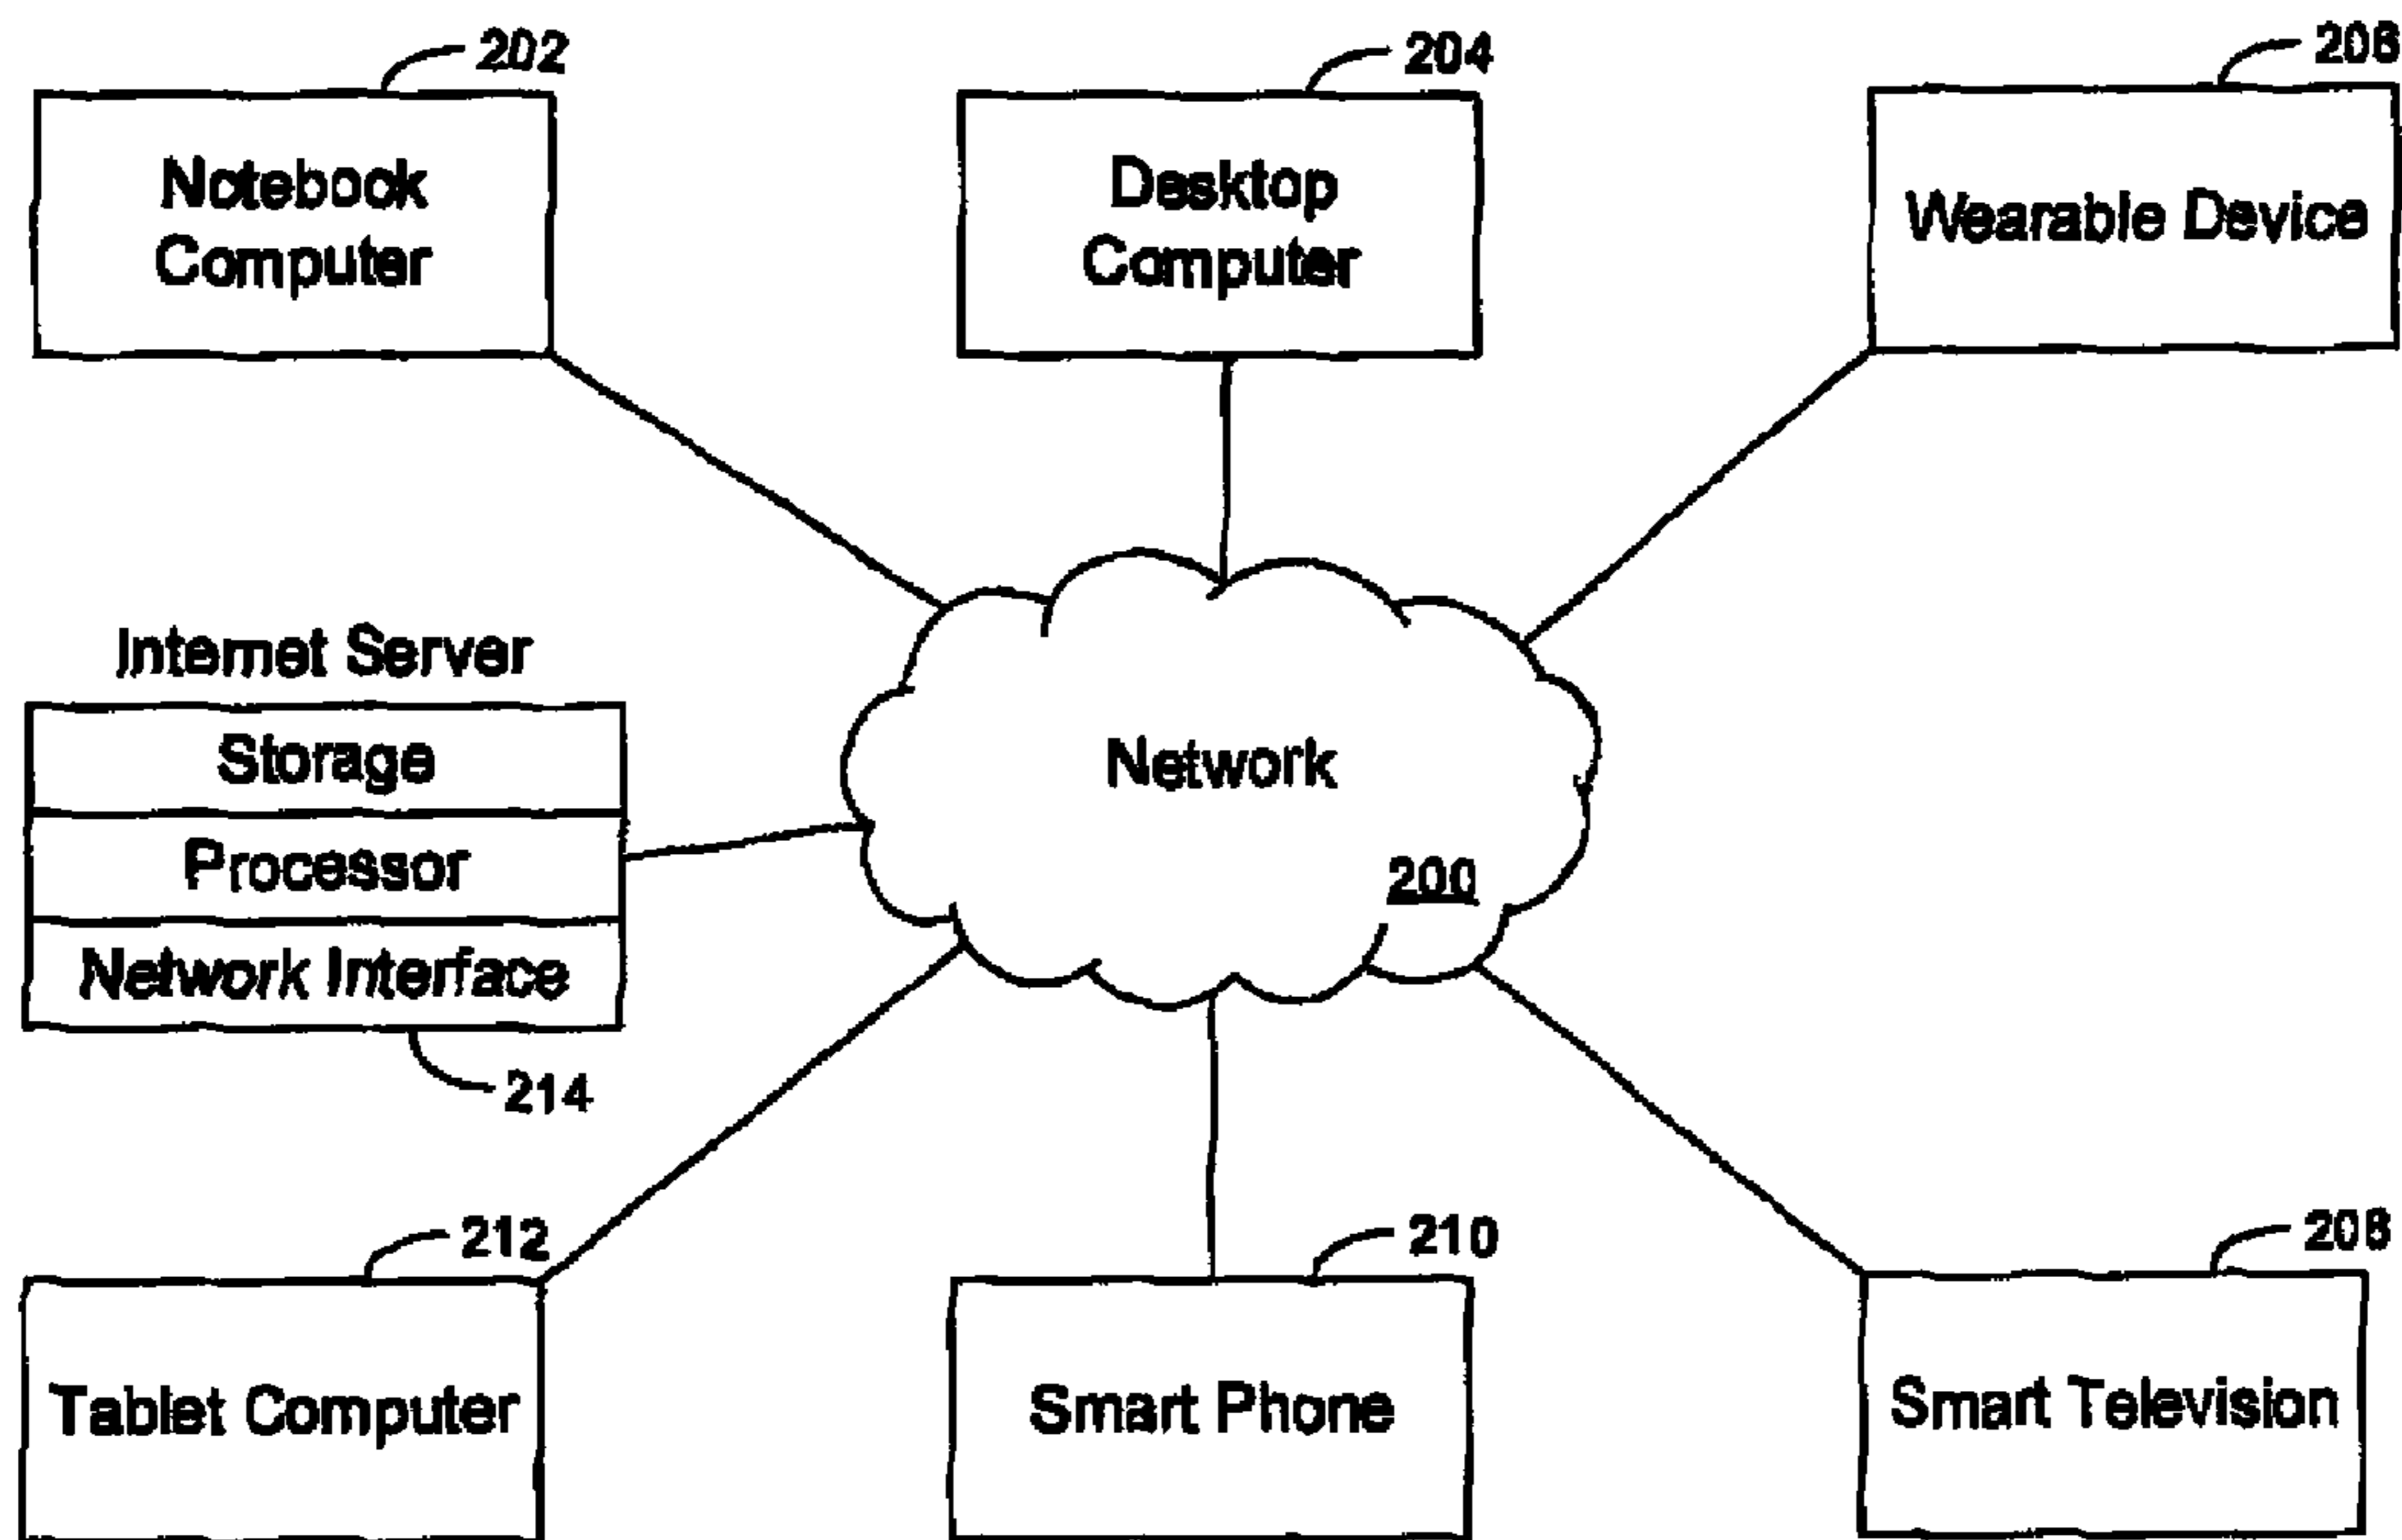 202
204
206
Notebook
Computer
Desktop
Computer
Wearable Device
Internet Server
Storage
Processor
Network Interface
214
Network
200
212
210
208
Tablet Computer
Smart Phone
Smart Television